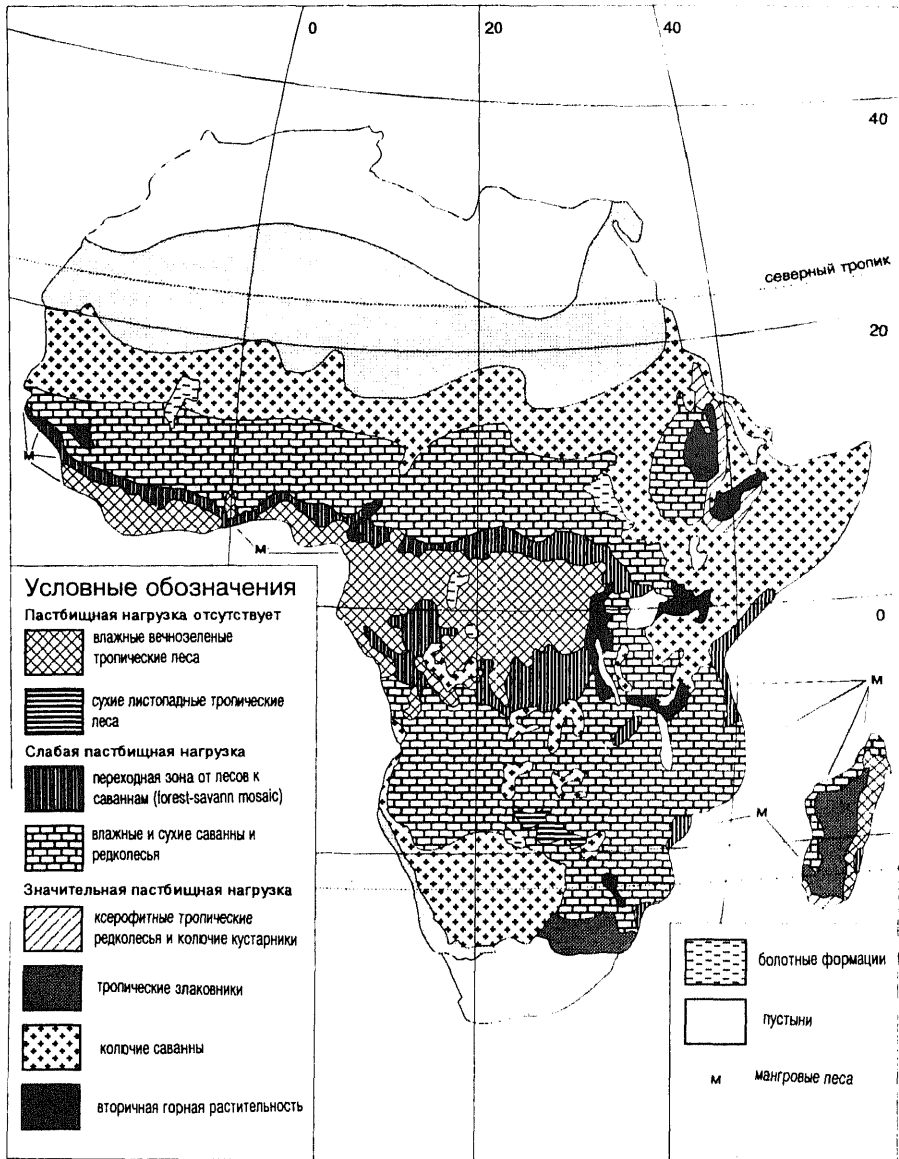 0 20 40
40
северный тропик
20
м
м
0
м
м
Условные обозначения
Пастбищная нагрузка отсутствует
влажные вечнозеленые
тропические леса
сухие листопадные тропические
леса
Слабая пастбищная нагрузка
переходная зона от лесов к
саваннам (forest-savann mosaic)
влажные и сухие саванны и
редколесья
Значительная пастбищная нагрузка
ксерофитные тропические
редколесья и колючие кустарники
тропические злаковники
колючие саванны
вторичная горная растительность
болотные формации
пустыни
м мангровые леса